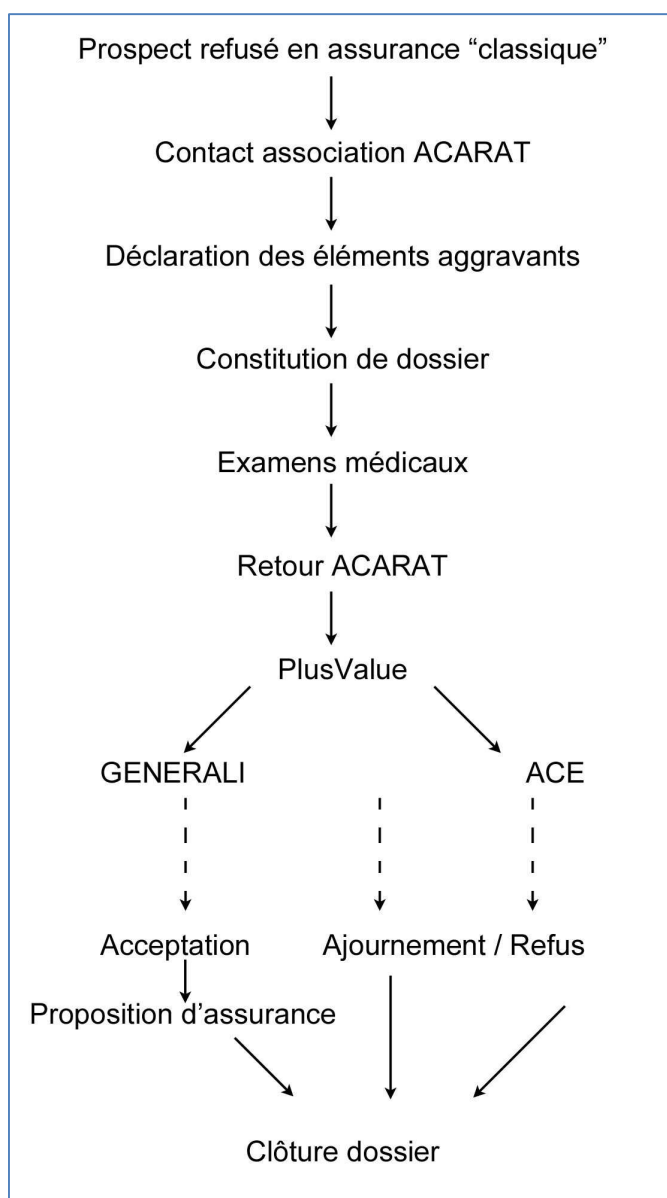 Prospect refusé en assurance “classique”
Contact association ACARAT
Déclaration des éléments aggravants
Constitution de dossier
Examens médicaux
Retour ACARAT
PlusValue
GENERALI ACE
Acceptation Ajournement / Refus
Proposition d’assurance
Clôture dossier